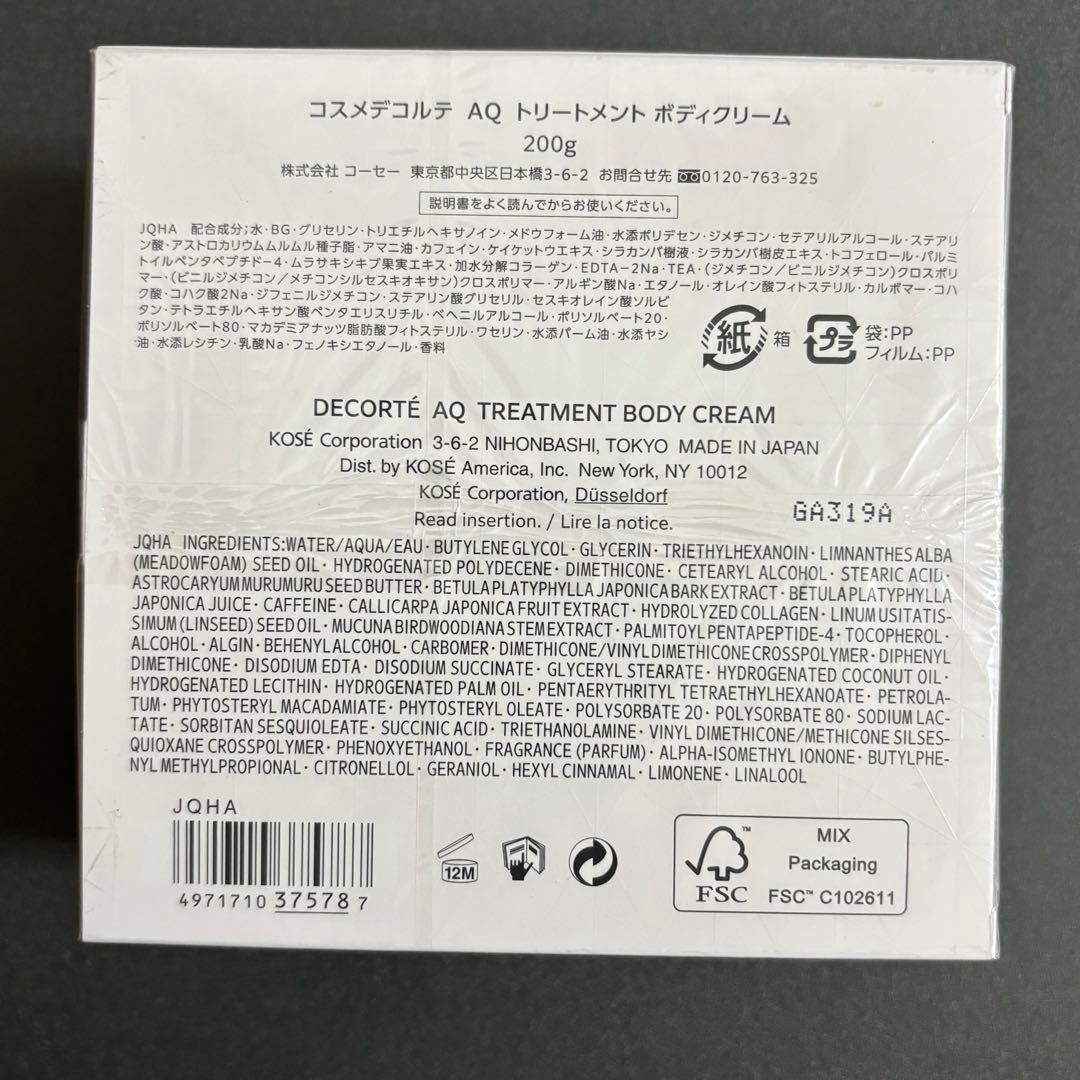 コスメデコルテ AQ トリートメント ボディクリーム
200g
株式会社 コーセー 東京都中央区日本橋3-6-2 お問合せ先 0120-763-325
説明書をよく読んでからお使いください。
JQHA 配合成分;水・BG・グリセリン・トリエチルヘキサノイン・メドウフォーム油・水添ポリデセン・ジメチコン・セテアリルアルコール・ステアリ
ン酸・アストロカリウムムルムル種子脂・アマニ油・カフェイン・ケイケットウエキス・シラカンバ樹液・シラカンバ樹皮エキス・トコフェロール・パルミ
トイルペンタペプチド-4・ムラサキシキブ果実エキス・加水分解コラーゲン・EDTA-2Na・TEA・(ジメチコン/ビニルジメチコン)クロスポリ
マー・(ビニルジメチコン/メチコンシルセスキオキサン)クロスポリマー・アルギン酸Na・エタノール・オレイン酸フィトステリル・カルボマー・コハ
ク酸・コハク酸2Na・ジフェニルジメチコン・ステアリン酸グリセリル・セスキオレイン酸ソルビ
タン・テトラエチルヘキサン酸ペンタエリスリチル・ベヘニルアルコール・ポリソルベート20・
ポリソルベート80・マカデミアナッツ脂肪酸フィトステリル・ワセリン・水添パーム油・水添ヤシ
油・水添レシチン・乳酸Na・フェノキシエタノール・香料
紙 箱 プラ 袋:PP
フィルム:PP
DECORTÉ AQ TREATMENT BODY CREAM
KOSÉ Corporation 3-6-2 NIHONBASHI, TOKYO MADE IN JAPAN
Dist. by KOSÉ America, Inc. New York, NY 10012
KOSÉ Corporation, Düsseldorf
GA319A
Read insertion. / Lire la notice.
JQHA INGREDIENTS:WATER/AQUA/EAU・BUTYLENE GLYCOL・GLYCERIN・TRIETHYLHEXANOIN・LIMNANTHES ALBA
(MEADOWFOAM) SEED OIL・HYDROGENATED POLYDECENE・DIMETHICONE・CETEARYL ALCOHOL・STEARIC ACID・
ASTROCARYUM MURUMURU SEED BUTTER・BETULA PLATYPHYLLA JAPONICA BARK EXTRACT・BETULA PLATYPHYLLA
JAPONICA JUICE・CAFFEINE・CALLICARPA JAPONICA FRUIT EXTRACT・HYDROLYZED COLLAGEN・LINUM USITATIS-
SIMUM (LINSEED) SEED OIL・MUCUNA BIRDWOODIANA STEM EXTRACT・PALMITOYL PENTAPEPTIDE-4・TOCOPHEROL・
ALCOHOL・ALGIN・BEHENYL ALCOHOL・CARBOMER・DIMETHICONE/VINYL DIMETHICONE CROSSPOLYMER・DIPHENYL
DIMETHICONE・DISODIUM EDTA・DISODIUM SUCCINATE・GLYCERYL STEARATE・HYDROGENATED COCONUT OIL・
HYDROGENATED LECITHIN・HYDROGENATED PALM OIL・PENTAERYTHRITYL TETRAETHYLHEXANOATE・PETROLA-
TUM・PHYTOSTERYL MACADAMIATE・PHYTOSTERYL OLEATE・POLYSORBATE 20・POLYSORBATE 80・SODIUM LAC-
TATE・SORBITAN SESQUIOLEATE・SUCCINIC ACID・TRIETHANOLAMINE・VINYL DIMETHICONE/METHICONE SILSES-
QUIOXANE CROSSPOLYMER・PHENOXYETHANOL・FRAGRANCE (PARFUM)・ALPHA-ISOMETHYL IONONE・BUTYLPHE-
NYL METHYLPROPIONAL・CITRONELLOL・GERANIOL・HEXYL CINNAMAL・LIMONENE・LINALOOL
JQHA
4971710 37578 7
12M
FSC™
MIX
Packaging
FSC™ C102611